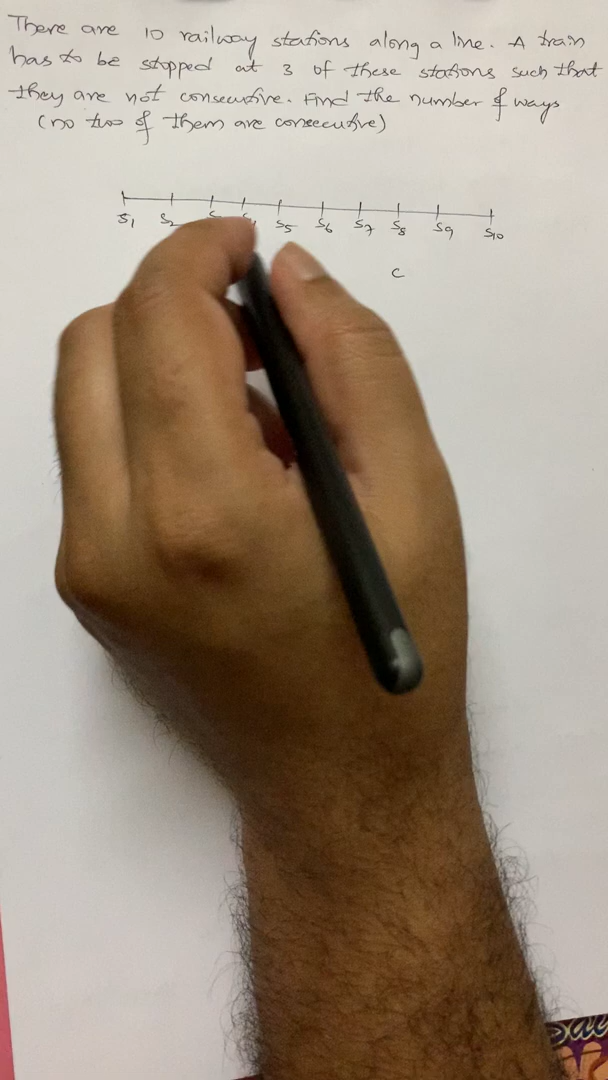 There are 10 railway stations along a line. A train
has to be stopped at 3 of these stations such that
they are not consecutive. Find the number of ways
(no two of them are consecutive)
S1 S2 S5 S6 S7 S8 S9 S10
C